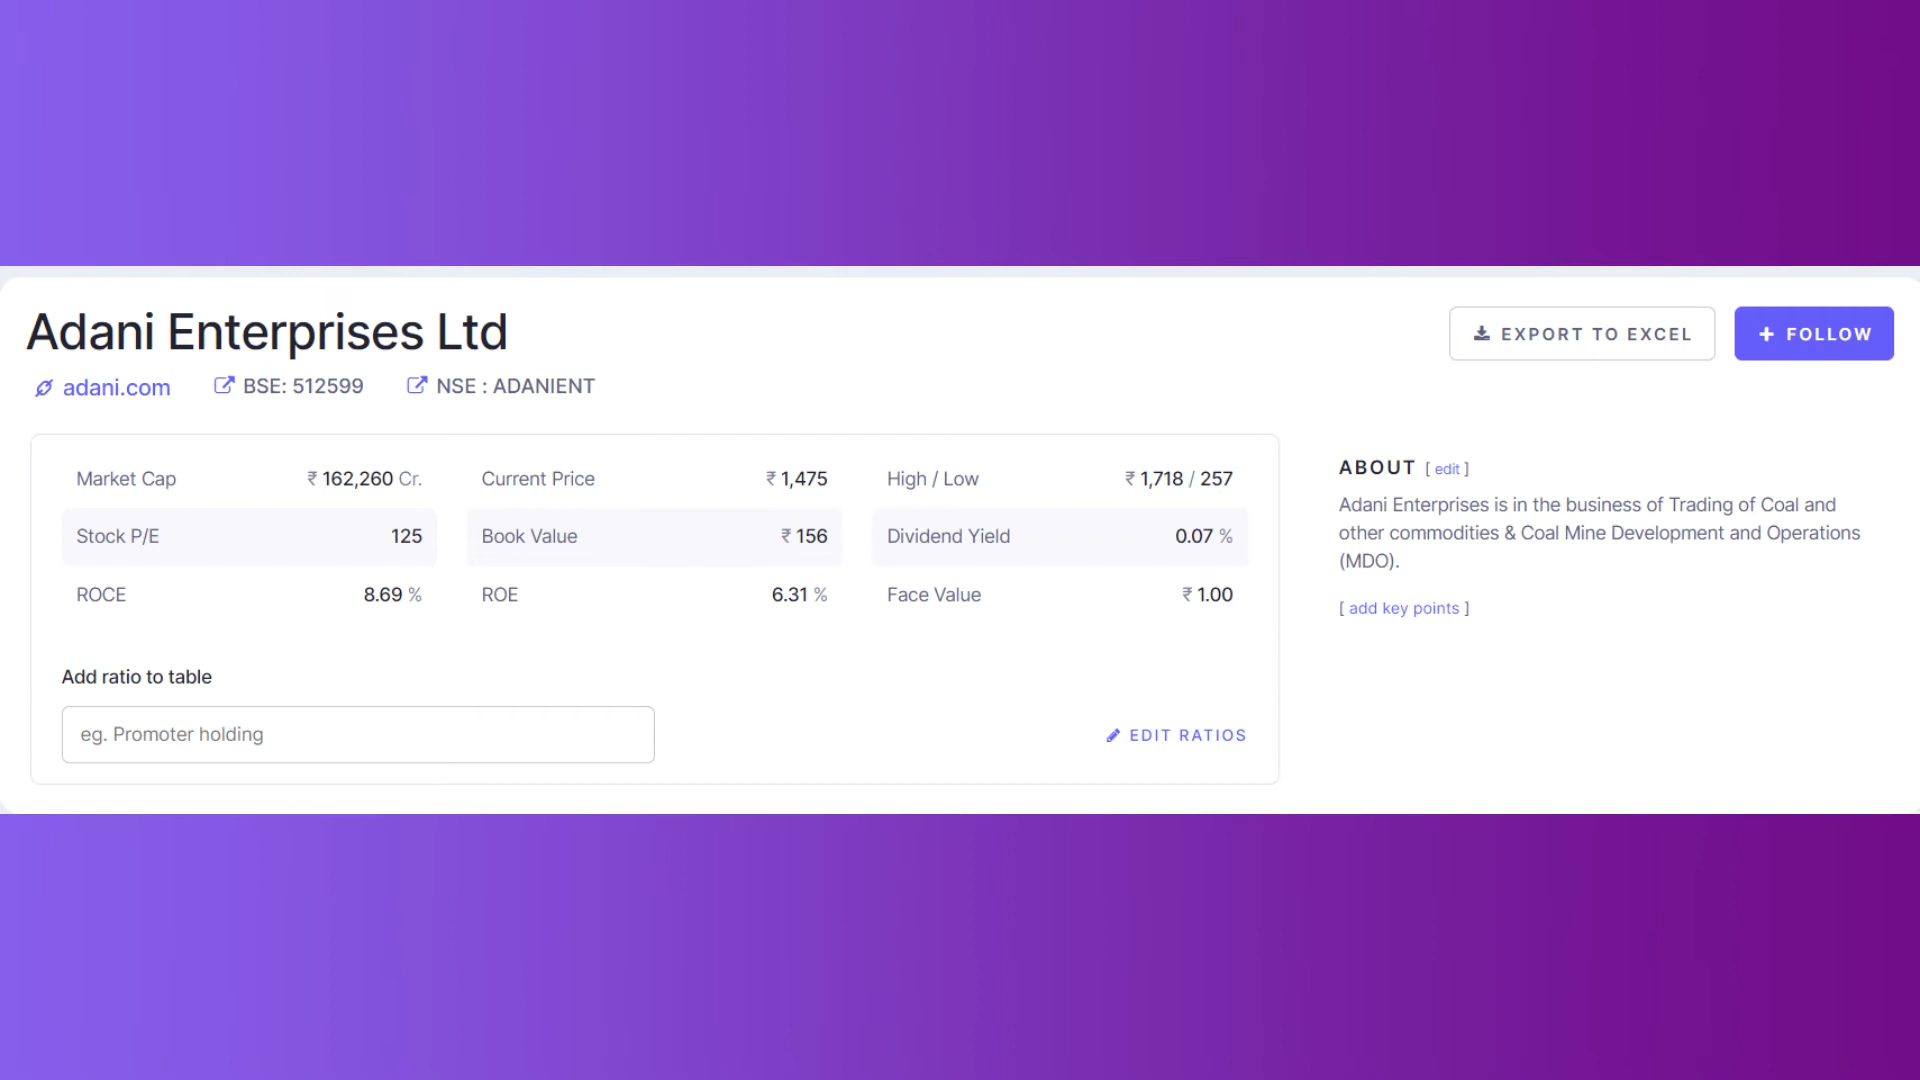 Adani Enterprises Ltd
EXPORT TO EXCEL
+ FOLLOW
adani.com
BSE: 512599
NSE : ADANIENT
Market Cap ₹ 162,260 Cr.
Current Price ₹ 1,475
High / Low ₹ 1,718 / 257
Stock P/E 125
Book Value ₹ 156
Dividend Yield 0.07 %
ROCE 8.69 %
ROE 6.31 %
Face Value ₹ 1.00
Add ratio to table
eg. Promoter holding
EDIT RATIOS
ABOUT [ edit ]
Adani Enterprises is in the business of Trading of Coal and
other commodities & Coal Mine Development and Operations
(MDO).
[ add key points ]